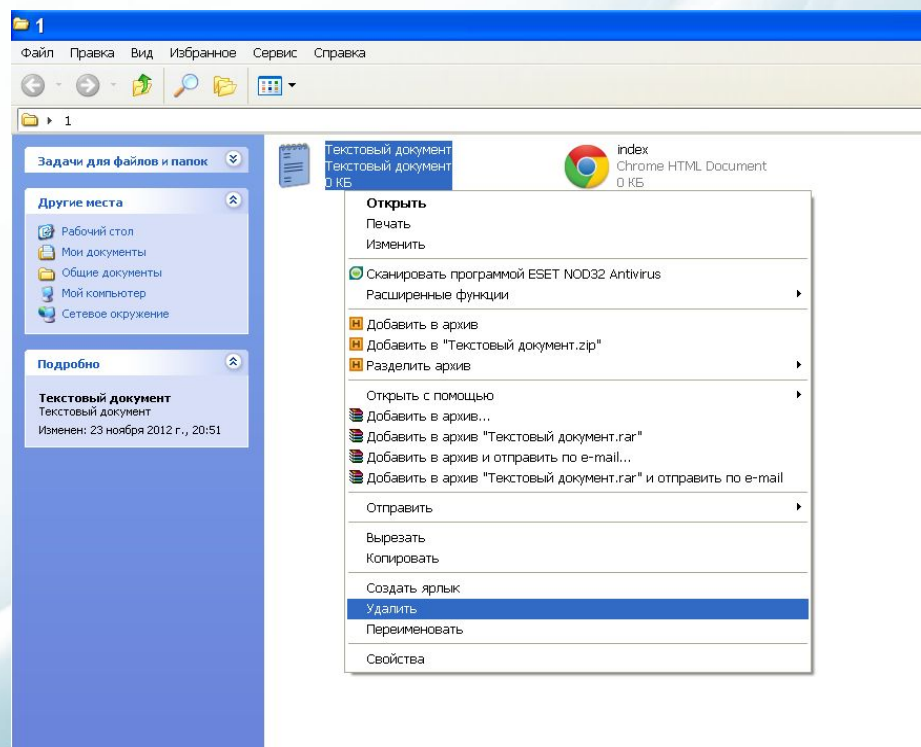 1
Файл Правка Вид Избранное Сервис Справка
1
Задачи для файлов и папок
Другие места
Рабочий стол
Мои документы
Общие документы
Мой компьютер
Сетевое окружение
Подробно
Текстовый документ
Текстовый документ
Изменен: 23 ноября 2012 г., 20:51
Текстовый документ
Текстовый документ
0 КБ
index
Chrome HTML Document
0 КБ
Открыть
Печать
Изменить
Сканировать программой ESET NOD32 Antivirus
Расширенные функции
Добавить в архив
Добавить в "Текстовый документ.zip"
Разделить архив
Открыть с помощью
Добавить в архив...
Добавить в архив "Текстовый документ.rar"
Добавить в архив и отправить по e-mail...
Добавить в архив "Текстовый документ.rar" и отправить по e-mail
Отправить
Вырезать
Копировать
Создать ярлык
Удалить
Переименовать
Свойства